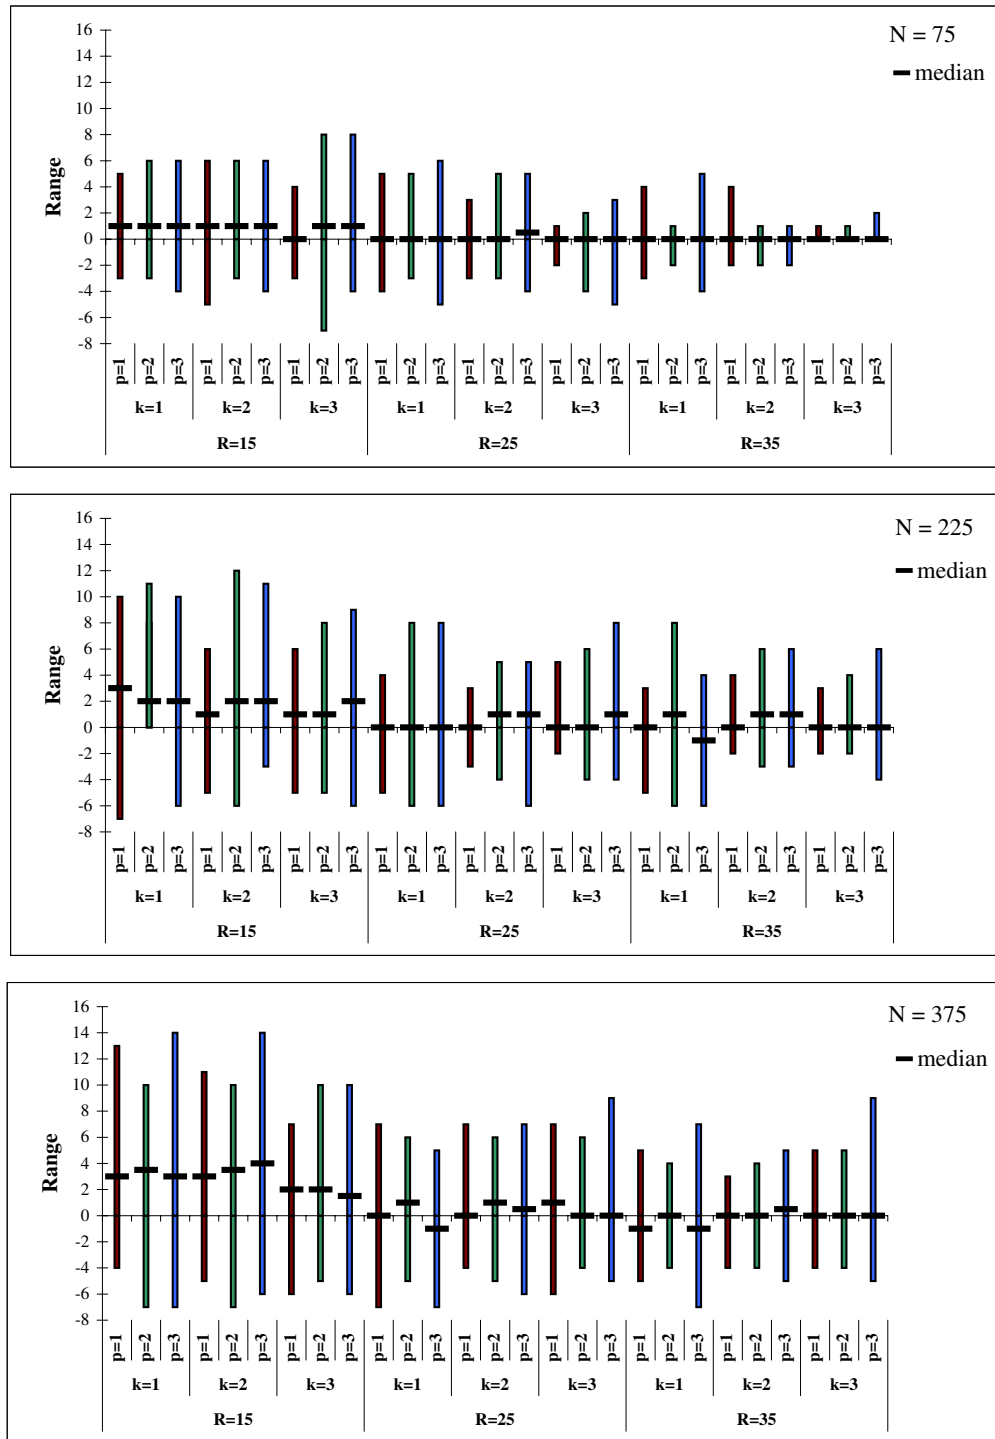 N = 75
median
Range
16
14
12
10
8
6
4
2
0
-2
-4
-6
-8
p=1 p=2 p=3 p=1 p=2 p=3 p=1 p=2 p=3 p=1 p=2 p=3 p=1 p=2 p=3 p=1 p=2 p=3 p=1 p=2 p=3 p=1 p=2 p=3 p=1 p=2 p=3
k=1 k=2 k=3 k=1 k=2 k=3 k=1 k=2 k=3
R=15 R=25 R=35
N = 225
median
Range
16
14
12
10
8
6
4
2
0
-2
-4
-6
-8
p=1 p=2 p=3 p=1 p=2 p=3 p=1 p=2 p=3 p=1 p=2 p=3 p=1 p=2 p=3 p=1 p=2 p=3 p=1 p=2 p=3 p=1 p=2 p=3 p=1 p=2 p=3
k=1 k=2 k=3 k=1 k=2 k=3 k=1 k=2 k=3
R=15 R=25 R=35
N = 375
median
Range
16
14
12
10
8
6
4
2
0
-2
-4
-6
-8
p=1 p=2 p=3 p=1 p=2 p=3 p=1 p=2 p=3 p=1 p=2 p=3 p=1 p=2 p=3 p=1 p=2 p=3 p=1 p=2 p=3 p=1 p=2 p=3 p=1 p=2 p=3
k=1 k=2 k=3 k=1 k=2 k=3 k=1 k=2 k=3
R=15 R=25 R=35